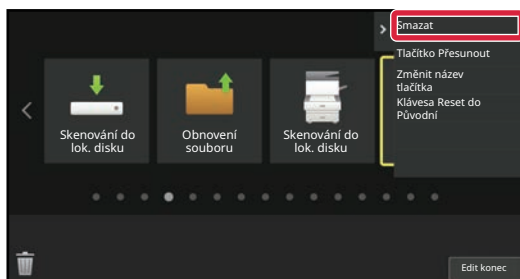 Smazat
Tlačítko Přesunout
Změnit název
tlačítka
Klávesa Reset do
Původní
Skenování do
lok. disku
Obnovení
souboru
Skenování do
lok. disku
Edit konec